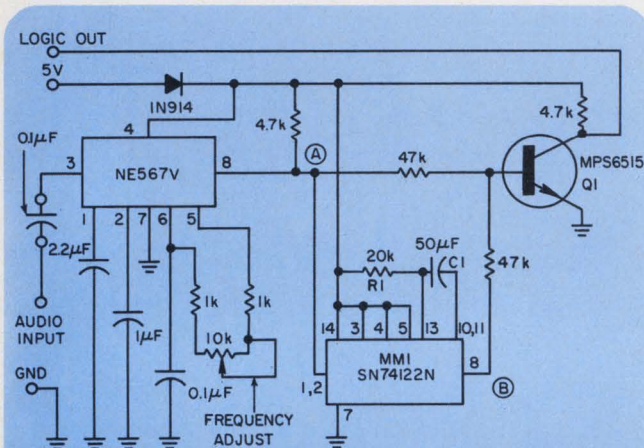 LOGIC OUT
5V
1N914
4.7k
4.7k
0.1µF
4
A
47k
MPS6515
Q1
3
NE567V
8
1
2
7
6
5
2.2µF
50µF
C1
47k
20k
R1
1k
1k
1µF
AUDIO
INPUT
10k
14
3
4
5
13
10,11
MM1
SN74122N
8
B
1,2
7
0.1µF
GND
FREQUENCY
ADJUST